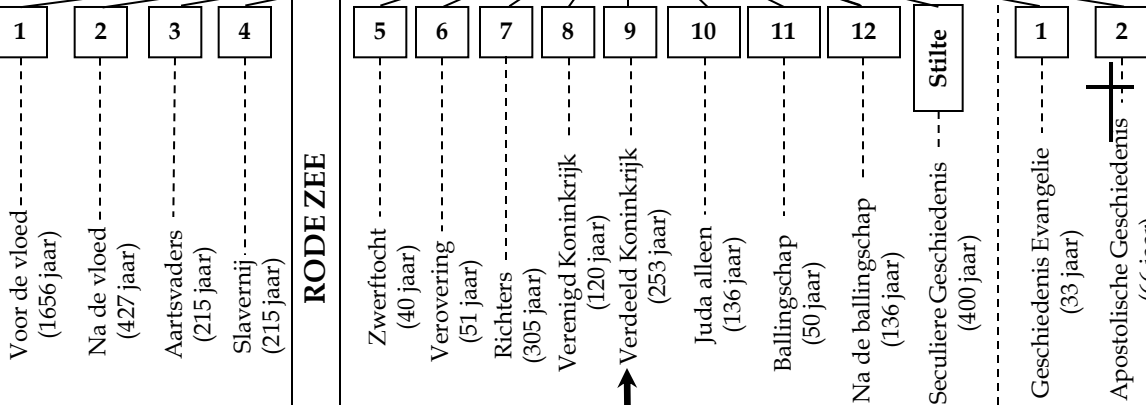 1
2
3
4
5
6
7
8
9
10
11
12
Stilte
1
2
Voor de vloed
(1656 jaar)
Na de vloed
(427 jaar)
Aartsvaders
(215 jaar)
Slavernij
(215 jaar)
RODE ZEE
Zwerftocht
(40 jaar)
Verovering
(51 jaar)
Richters
(305 jaar)
Verenigd Koninkrijk
(120 jaar)
Verdeeld Koninkrijk
(253 jaar)
Juda alleen
(136 jaar)
Ballingschap
(50 jaar)
Na de ballingschap
(136 jaar)
Seculiere Geschiedenis
(400 jaar)
Geschiedenis Evangelie
(33 jaar)
Apostolische Geschiedenis